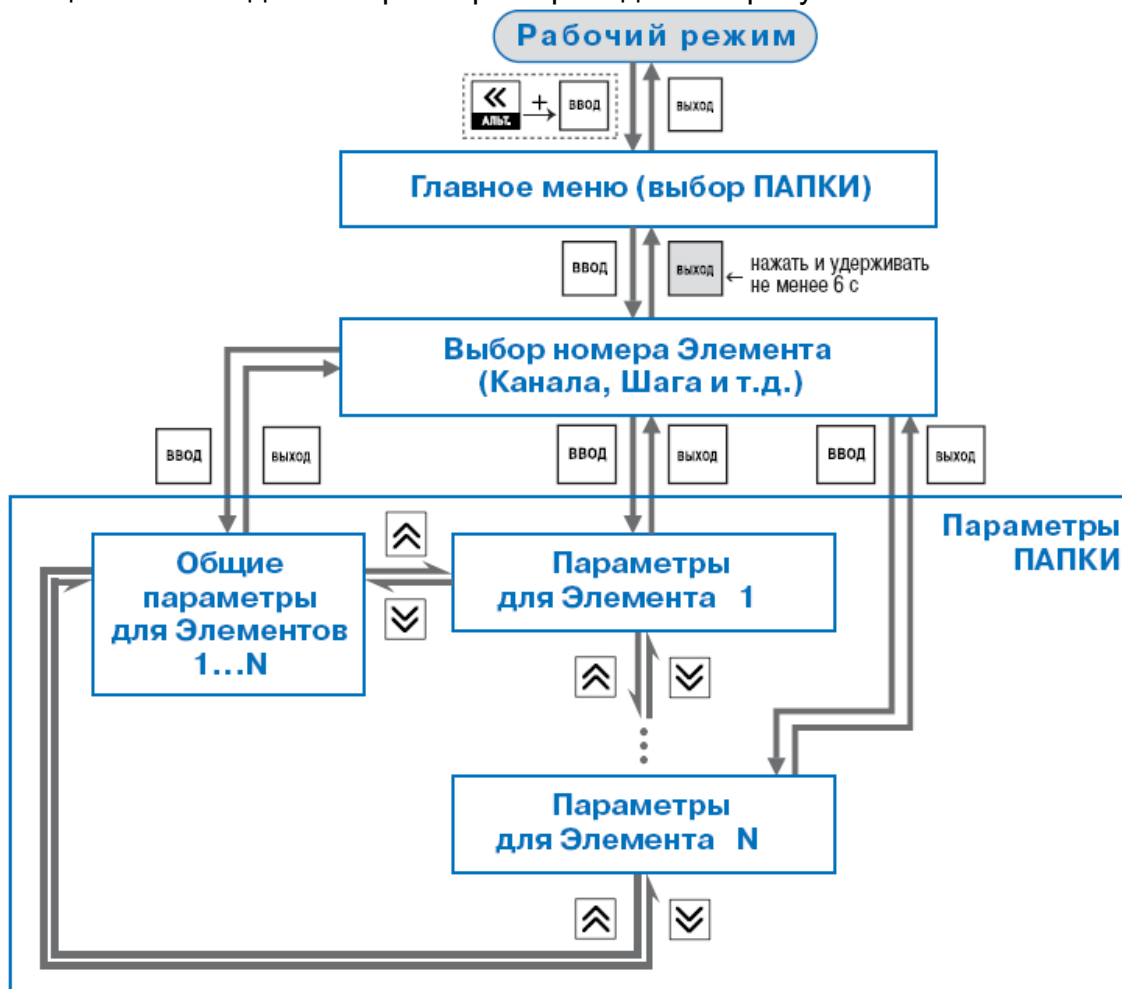 Рабочий режим
АЛЬТ.
+
ВВОД
ВЫХОД
Главное меню (выбор ПАПКИ)
ВВОД
ВЫХОД
← нажать и удерживать
не менее 6 с
Выбор номера Элемента
(Канала, Шага и т.д.)
ВВОД
ВЫХОД
ВВОД
ВЫХОД
ВВОД
ВЫХОД
Параметры
ПАПКИ
Общие
параметры
для Элементов
1...N
Параметры
для Элемента 1
Параметры
для Элемента N